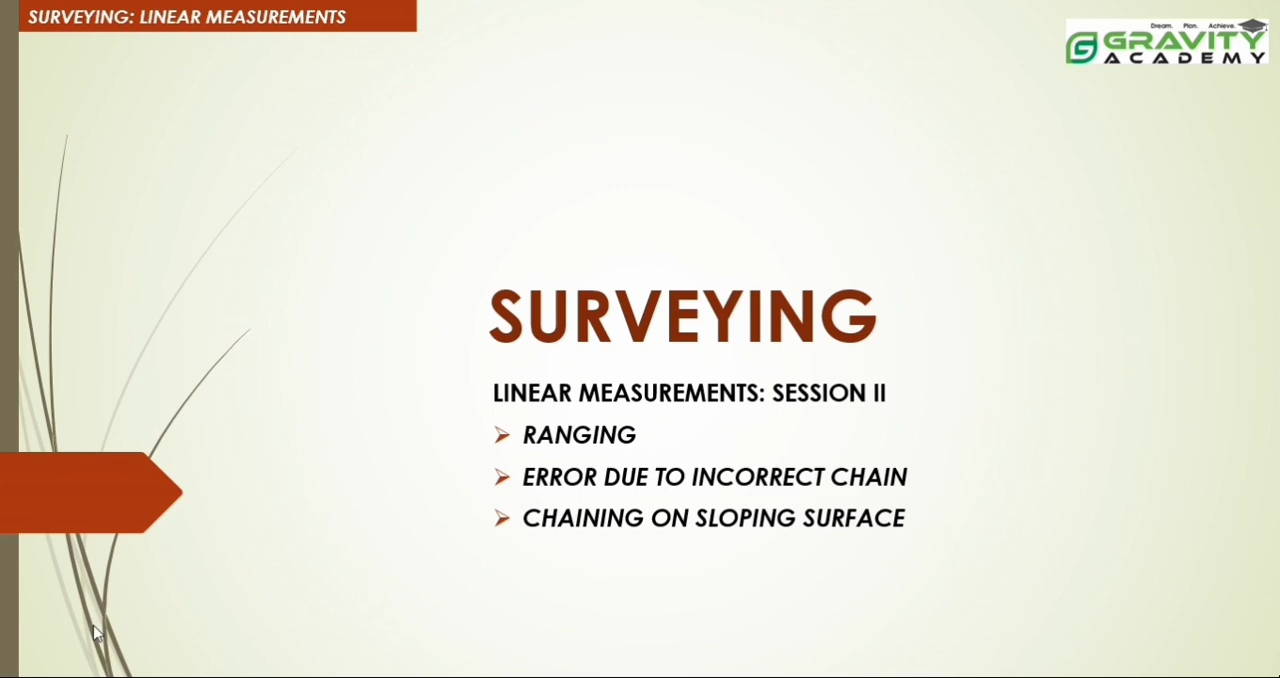 SURVEYING: LINEAR MEASUREMENTS
Dream. Plan. Achieve.
GRAVITY
ACADEMY
SURVEYING
LINEAR MEASUREMENTS: SESSION II
RANGING
ERROR DUE TO INCORRECT CHAIN
CHAINING ON SLOPING SURFACE